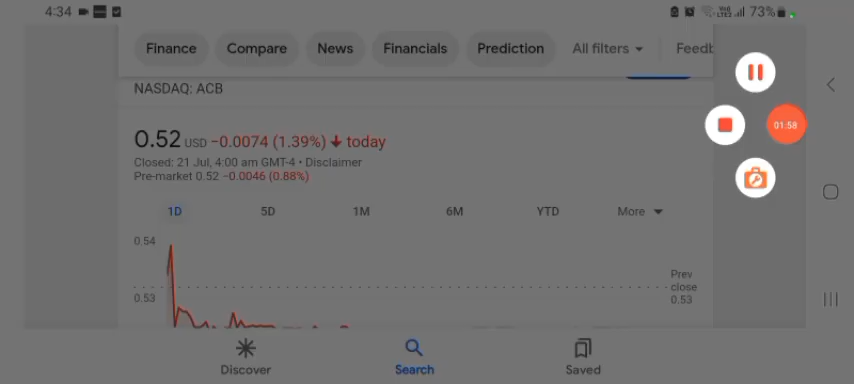 4:34
73%
Finance Compare News Financials Prediction All filters Feedb
NASDAQ: ACB
0.52 USD −0.0074 (1.39%) ↓ today
Closed: 21 Jul, 4:00 am GMT-4 • Disclaimer
Pre-market 0.52 −0.0046 (0.88%)
1D 5D 1M 6M YTD More
0.54
0.53
Prev
close
0.53
01:58
Discover Search Saved